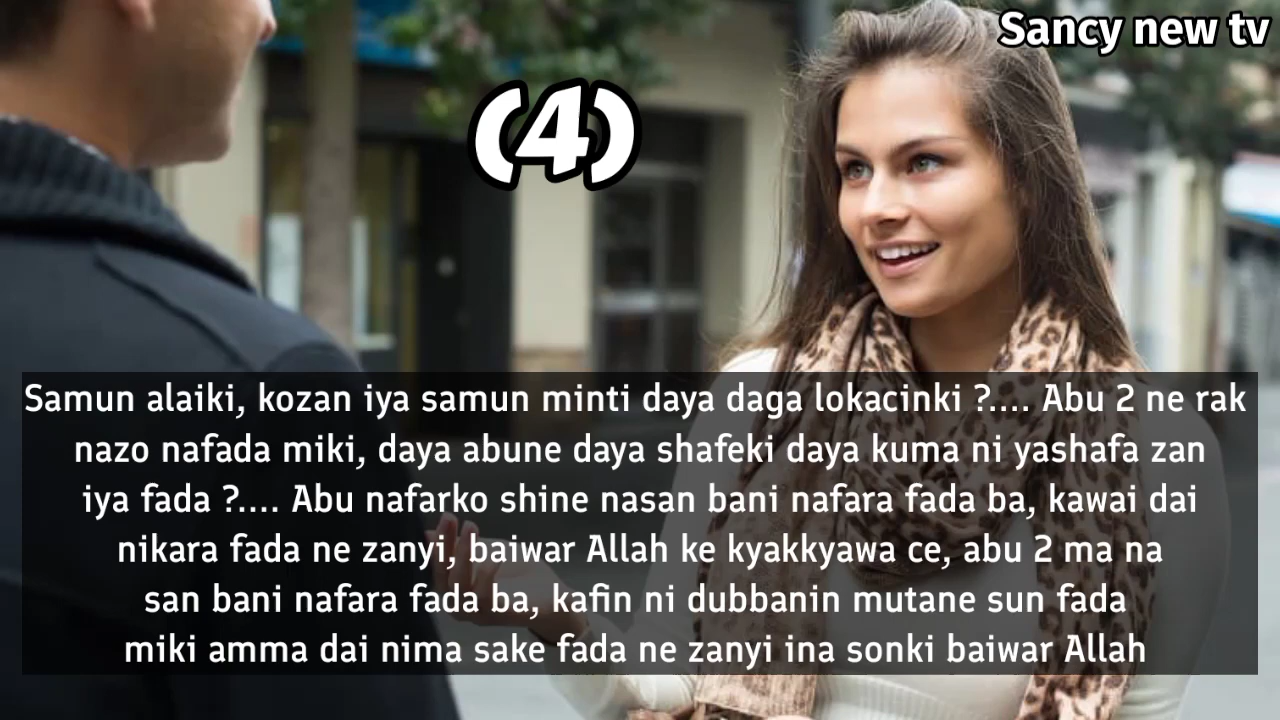 Sancy new tv
(4)
Samun alaiki, kozan iya samun minti daya daga lokacinki ?.... Abu 2 ne rak
nazo nafada miki, daya abune daya shafeki daya kuma ni yashafa zan
iya fada ?.... Abu nafarko shine nasan bani nafara fada ba, kawai dai
nikara fada ne zanyi, baiwar Allah ke kyakkyawa ce, abu 2 ma na
san bani nafara fada ba, kafin ni dubbanin mutane sun fada
miki amma dai nima sake fada ne zanyi ina sonki baiwar Allah